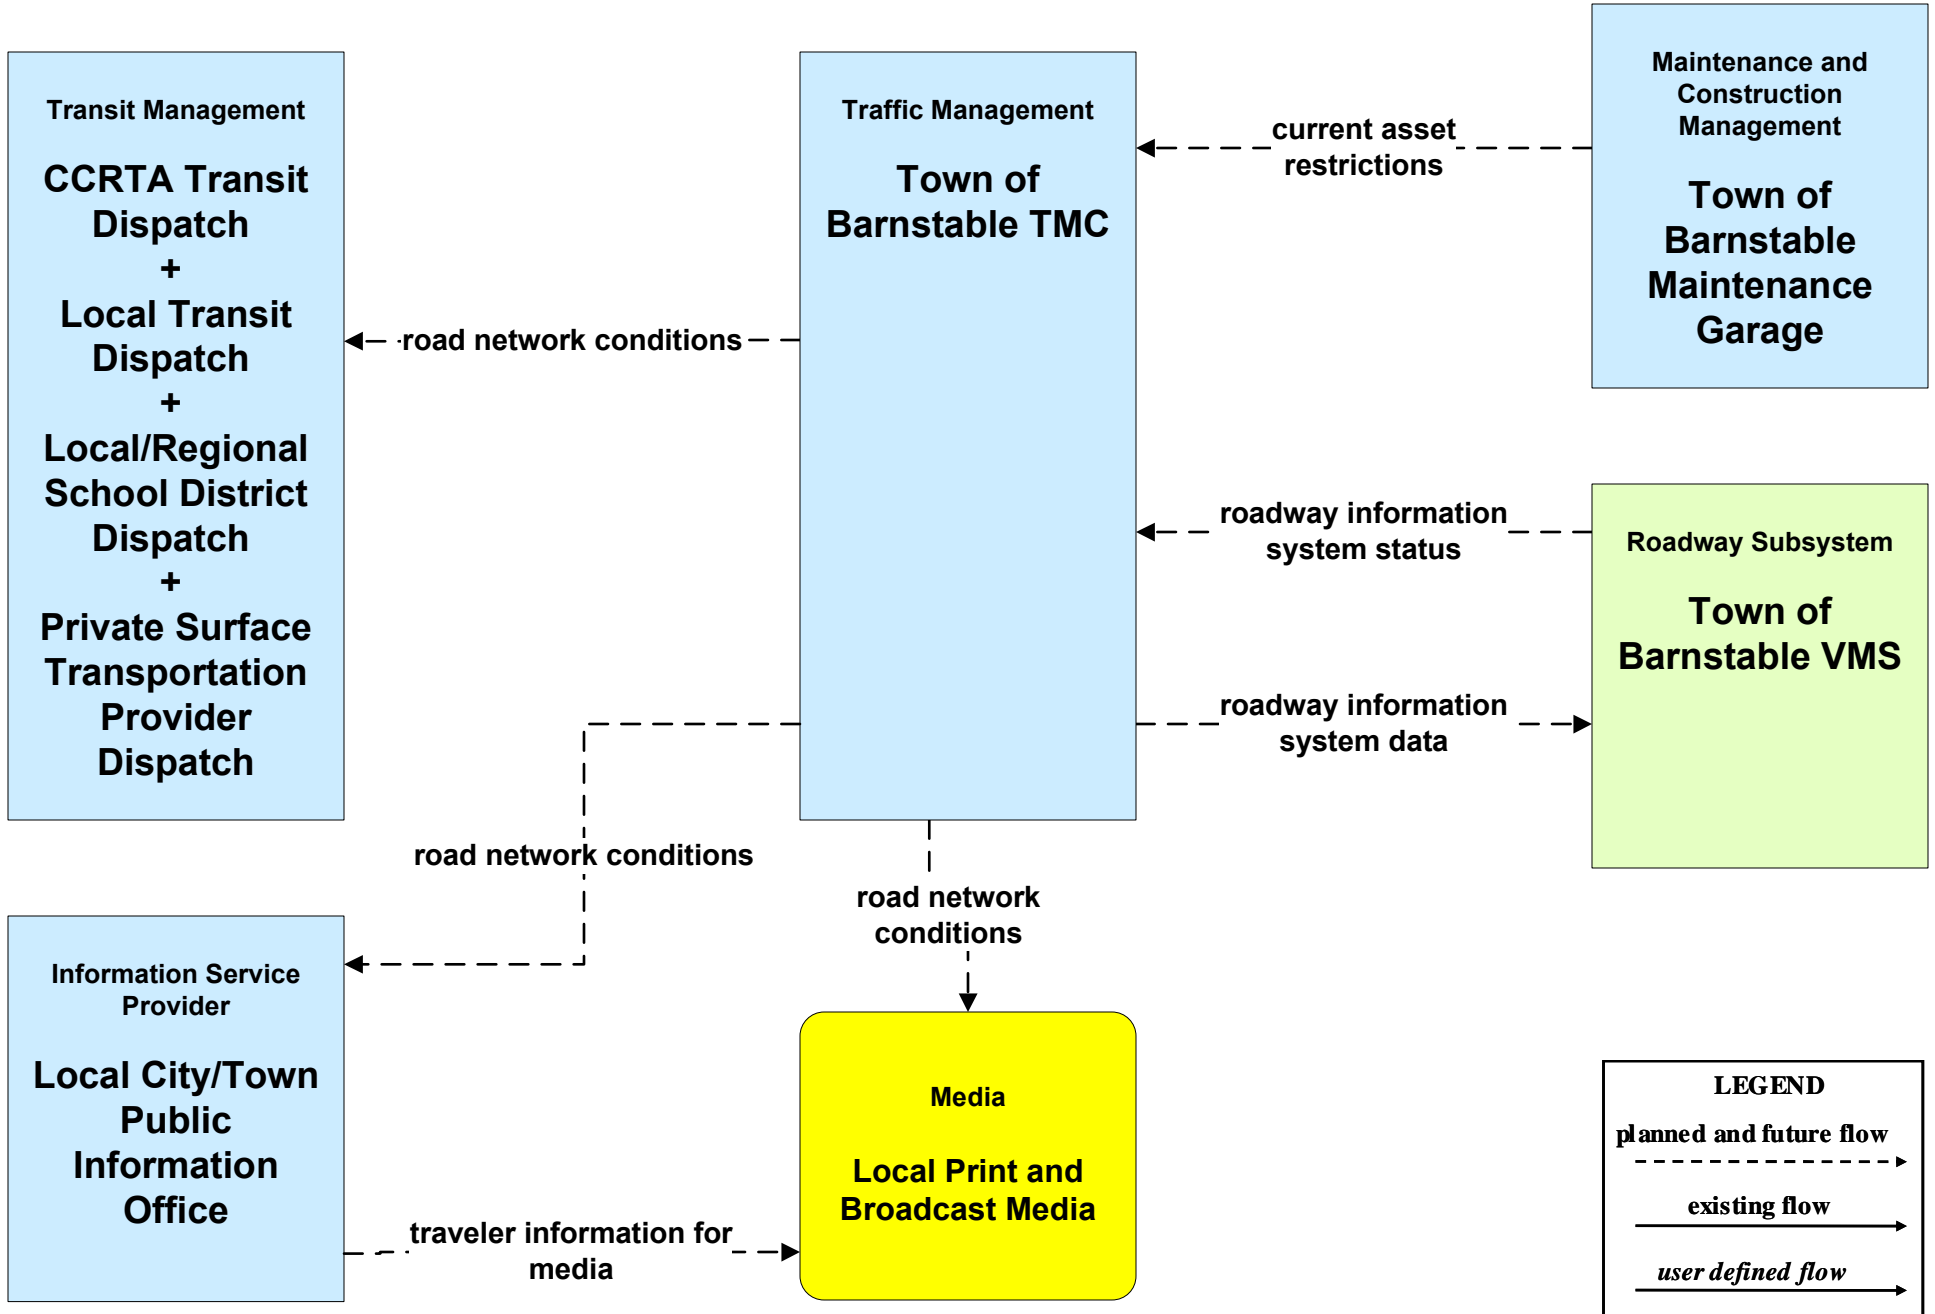 Transit Management
CCRTA Transit
Dispatch
+
Local Transit
Dispatch
+
Local/Regional
School District
Dispatch
+
Private Surface
Transportation
Provider
Dispatch
Traffic Management
Town of
Barnstable TMC
Maintenance and
Construction
Management
Town of
Barnstable
Maintenance
Garage
current asset
restrictions
road network conditions
roadway information
system status
Roadway Subsystem
Town of
Barnstable VMS
roadway information
system data
road network conditions
road network
conditions
Information Service
Provider
Local City/Town
Public
Information
Office
traveler information for
media
Media
Local Print and
Broadcast Media
LEGEND
planned and future flow
existing flow
user defined flow